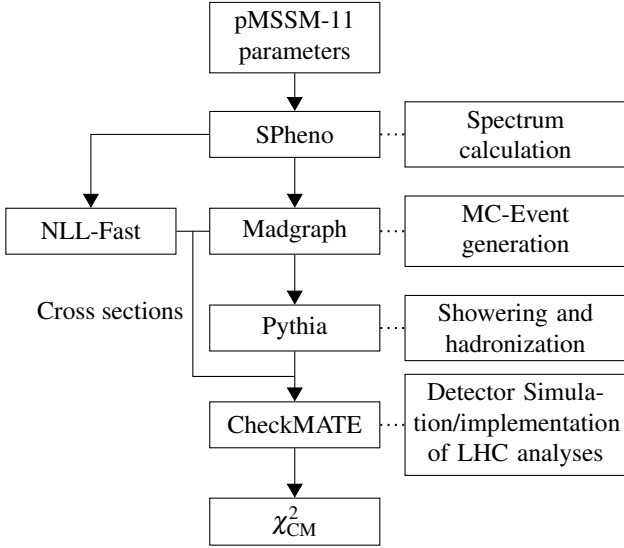 pMSSM-11
parameters
SPheno
Spectrum
calculation
NLL-Fast
Madgraph
MC-Event
generation
Cross sections
Pythia
Showering and
hadronization
CheckMATE
Detector Simula-
tion/implementation
of LHC analyses
χ²CM